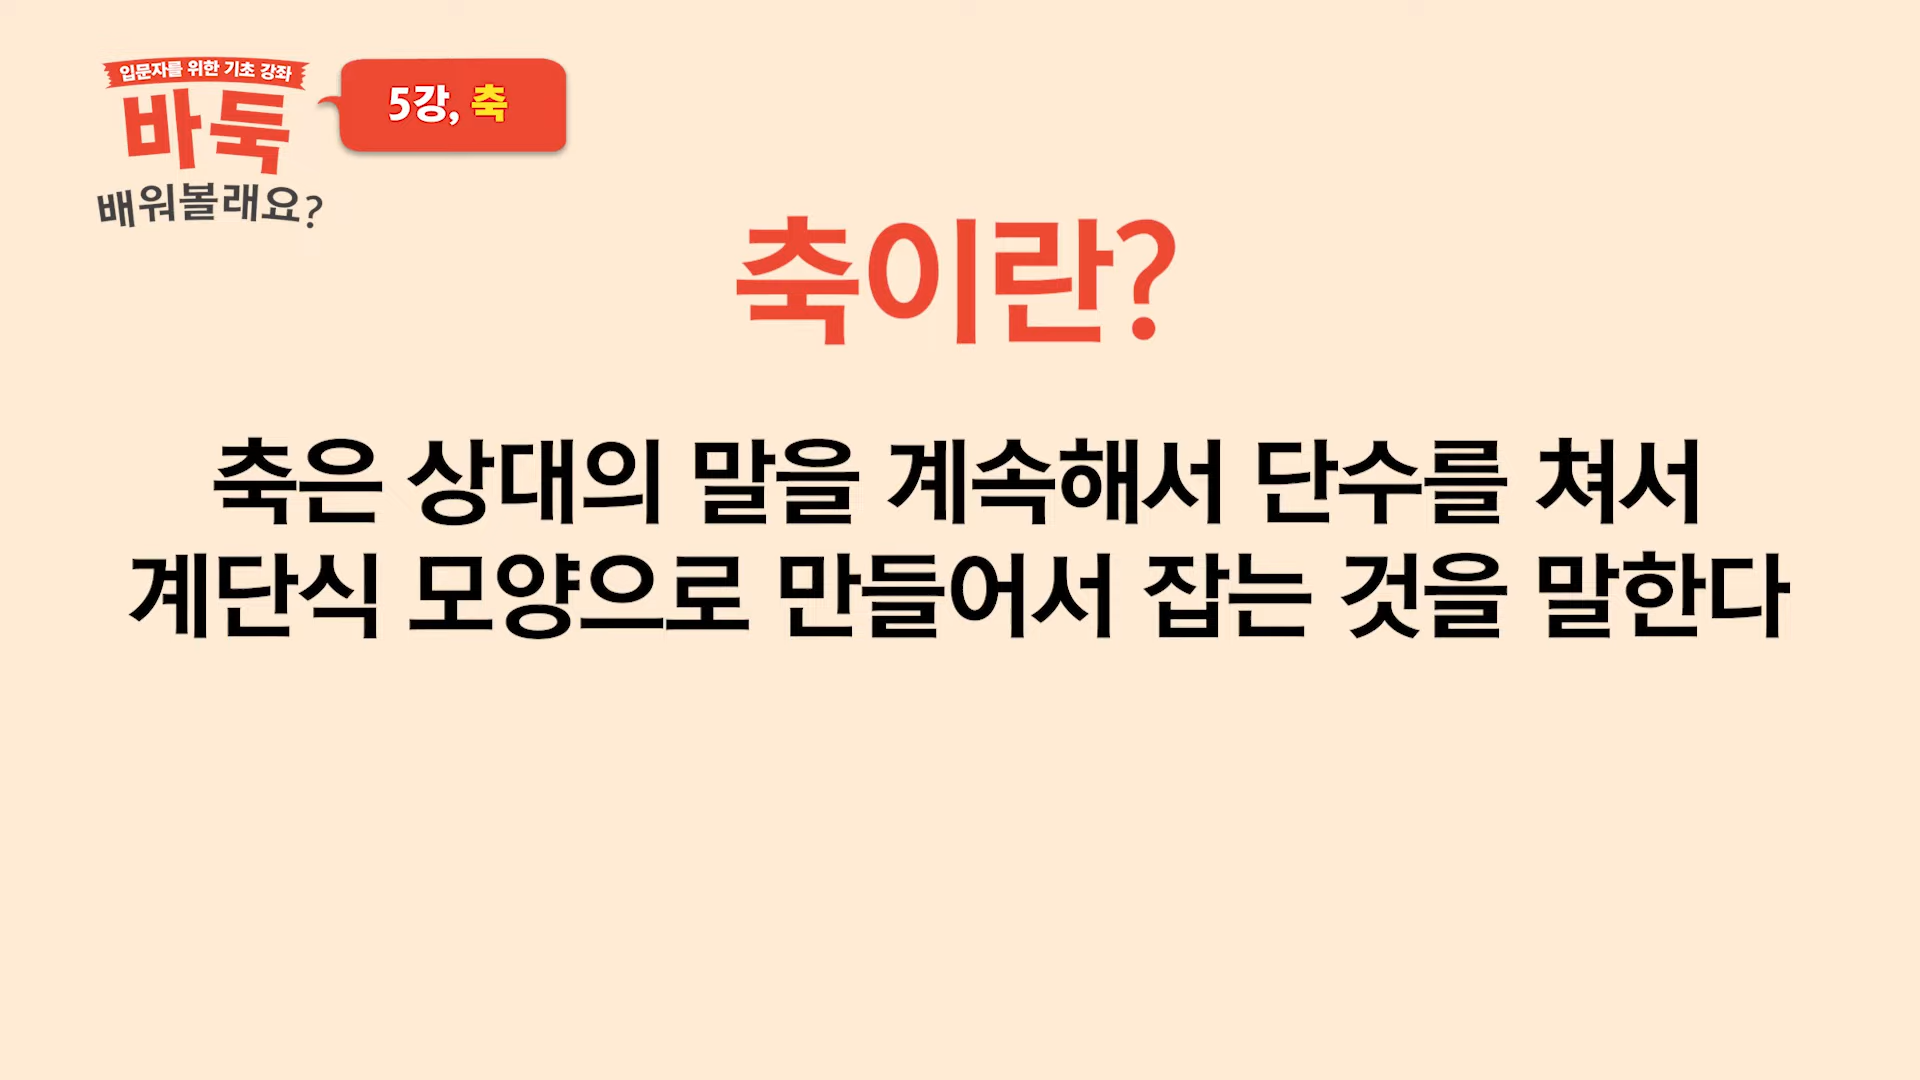 입문자를 위한 기초 강좌
바둑
배워볼래요?
5강, 축
축이란?
축은 상대의 말을 계속해서 단수를 쳐서
계단식 모양으로 만들어서 잡는 것을 말한다